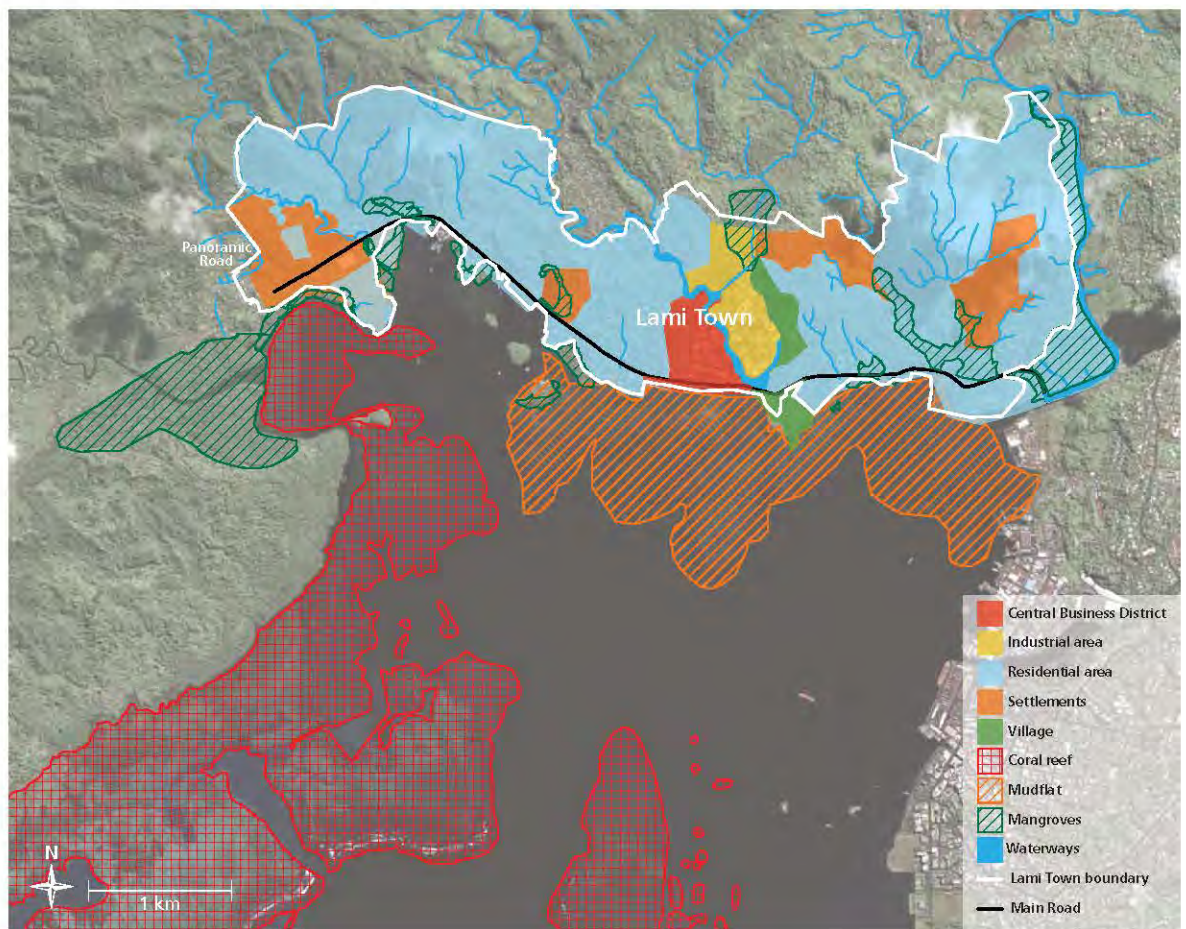 Panoramic
Road
Lami Town
Central Business District
Industrial area
Residential area
Settlements
Village
Coral reef
Mudflat
Mangroves
Waterways
Lami Town boundary
Main Road
N
1 km